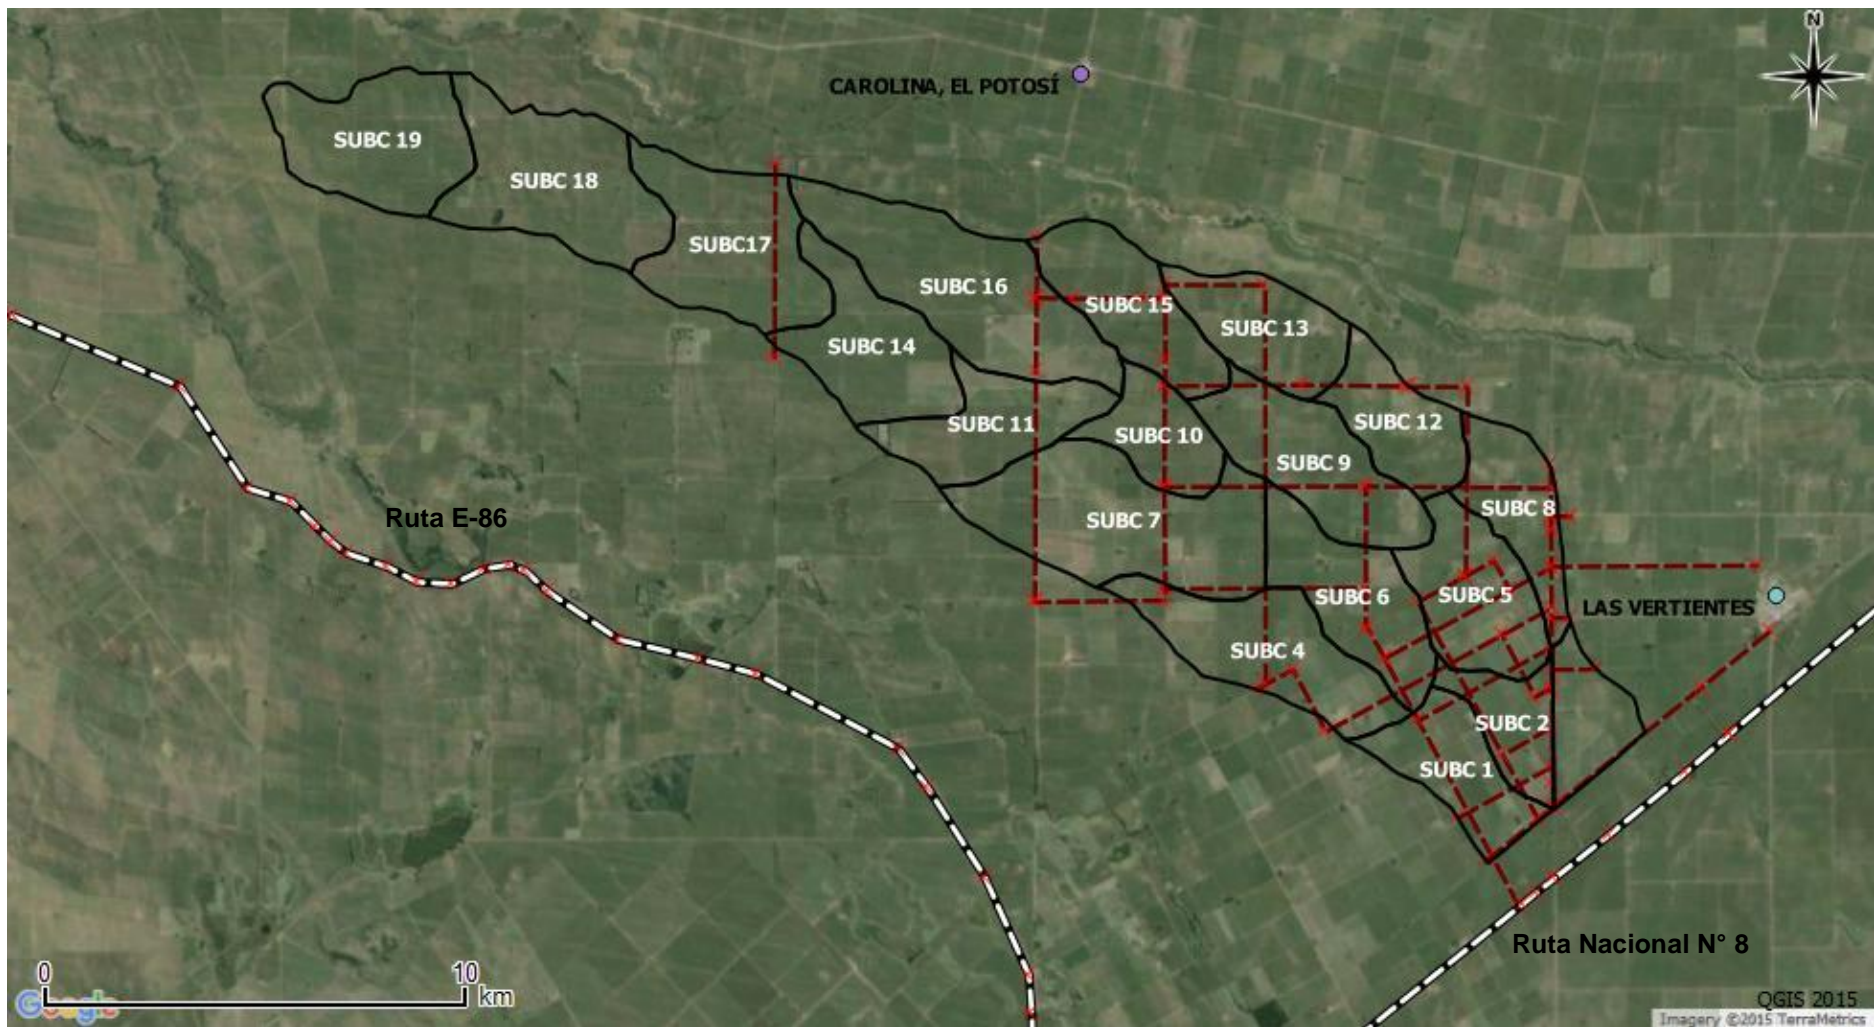 N
CAROLINA, EL POTOSÍ
SUBC 19
SUBC 18
SUBC17
SUBC 16
SUBC 15
SUBC 13
SUBC 14
SUBC 11
SUBC 10
SUBC 12
SUBC 9
SUBC 8
SUBC 7
Ruta E-86
SUBC 6
SUBC 5
LAS VERTIENTES
SUBC 4
SUBC 2
SUBC 1
Ruta Nacional N° 8
0 10
km
Google
QGIS 2015
Imagery ©2015 TerraMetrics